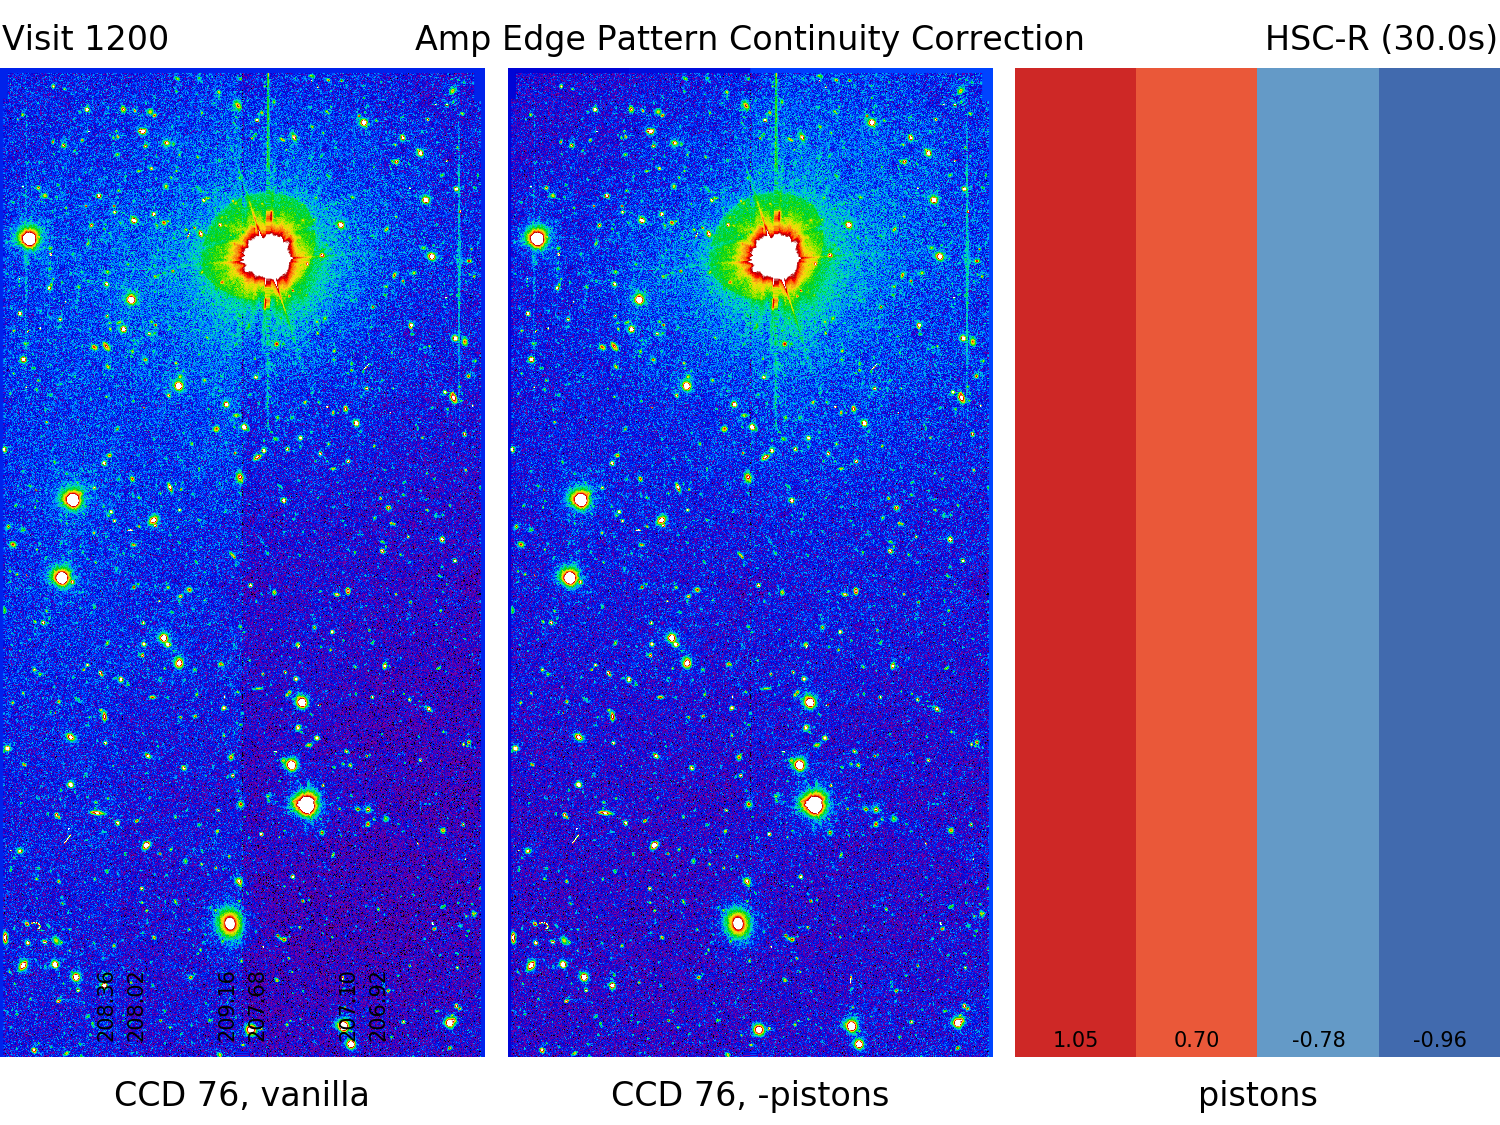 Visit 1200 Amp Edge Pattern Continuity Correction HSC-R (30.0s)
208.36 208.02 209.16 207.68 207.10 206.92
1.05 0.70 -0.78 -0.96
CCD 76, vanilla CCD 76, -pistons pistons